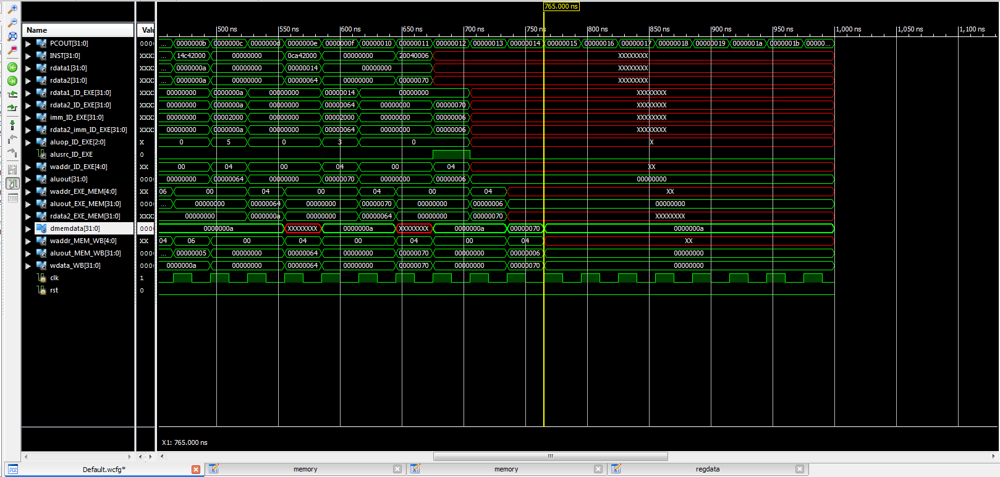 765.000 ns
Name Valu 500 ns 550 ns 600 ns 650 ns 700 ns 750 ns 800 ns 850 ns 900 ns 950 ns 1,000 ns 1,050 ns 1,100 ns
PCOUT[31:0] 000( ... 0000000b 0000000c 0000000d 0000000e 0000000f 00000010 00000011 00000012 00000013 00000014 00000015 00000016 00000017 00000018 00000019 0000001a 0000001b 00000...
INST[31:0] XXX( ... 14c42000 00000000 0ca42000 00000000 20040006 XXXXXXXX
rdata1[31:0] XXX( ... 0000000a 00000000 00000014 00000000 XXXXXXXX
rdata2[31:0] XXX( ... 0000000a 00000000 00000064 00000000 00000070 XXXXXXXX
rdata1_ID_EXE[31:0] XXX( 00000000 0000000a 00000000 00000014 00000000 XXXXXXXX
rdata2_ID_EXE[31:0] XXX( 00000000 0000000a 00000000 00000064 00000000 00000070 XXXXXXXX
imm_ID_EXE[31:0] XXX( 00000000 00002000 00000000 00002000 00000000 00000006 XXXXXXXX
rdata2_imm_ID_EXE[31:0] XXX( 00000000 0000000a 00000000 00000064 00000000 00000006 XXXXXXXX
aluop_ID_EXE[2:0] X 0 5 0 3 0 X
alusrc_ID_EXE 0
waddr_ID_EXE[4:0] XX 00 04 00 04 00 04 XX
aluout[31:0] 000( 00000000 00000064 00000000 00000070 00000000 00000006 00000000
waddr_EXE_MEM[4:0] XX 06 00 04 00 04 00 04 XX
aluout_EXE_MEM[31:0] 000( ... 00000000 00000064 00000000 00000070 00000000 00000006 00000000
rdata2_EXE_MEM[31:0] XXX( 00000000 0000000a 00000000 00000064 00000000 00000070 XXXXXXXX
dmemdata[31:0] 000( 0000000a XXXXXXXX 0000000a XXXXXXXX 0000000a 00000070 0000000a
waddr_MEM_WB[4:0] XX 04 06 00 04 00 04 00 04 XX
aluout_MEM_WB[31:0] 000( ... 00000005 00000000 00000064 00000000 00000070 00000000 00000006 00000000
wdata_WB[31:0] 000( 0000000a 00000000 00000064 00000000 00000070 00000000 00000070 00000000
clk 1
rst 0
X1: 765.000 ns
Default.wcfg* memory memory regdata